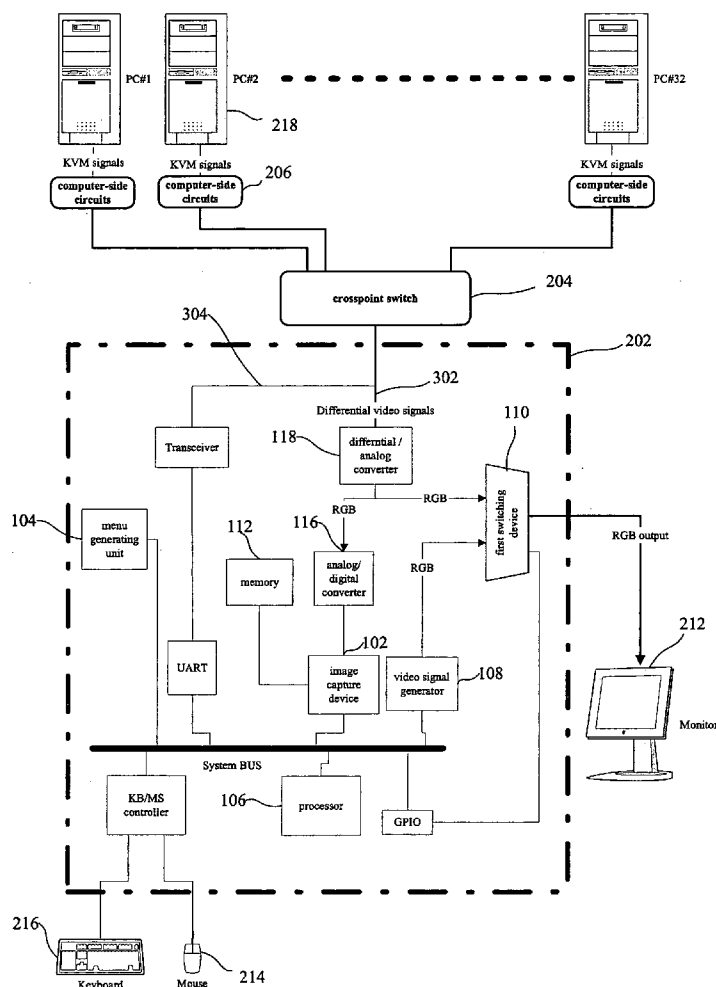 PC#1
PC#2
PC#32
218
KVM signals
KVM signals
KVM signals
computer-side
circuits
computer-side
circuits
206
computer-side
circuits
crosspoint switch
204
304
202
302
Differential video signals
110
Transceiver
118
differntial /
analog
converter
RGB
first switching
device
104
menu
generating
unit
112
116
RGB
RGB output
memory
analog/
digital
converter
RGB
102
212
UART
image
capture
device
video signal
generator
108
Monitor
System BUS
KB/MS
controller
106
processor
GPIO
216
214
Keyboard
Mouse